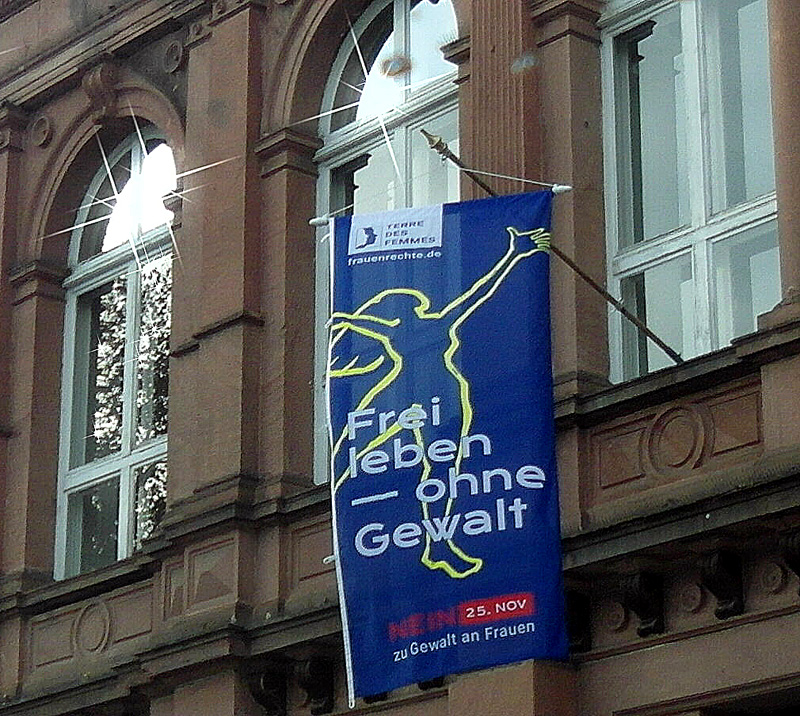 TERRE
DES
FEMMES
frauenrechte.de
Frei
leben
— ohne
Gewalt
NEIN 25. NOV
zu Gewalt an Frauen